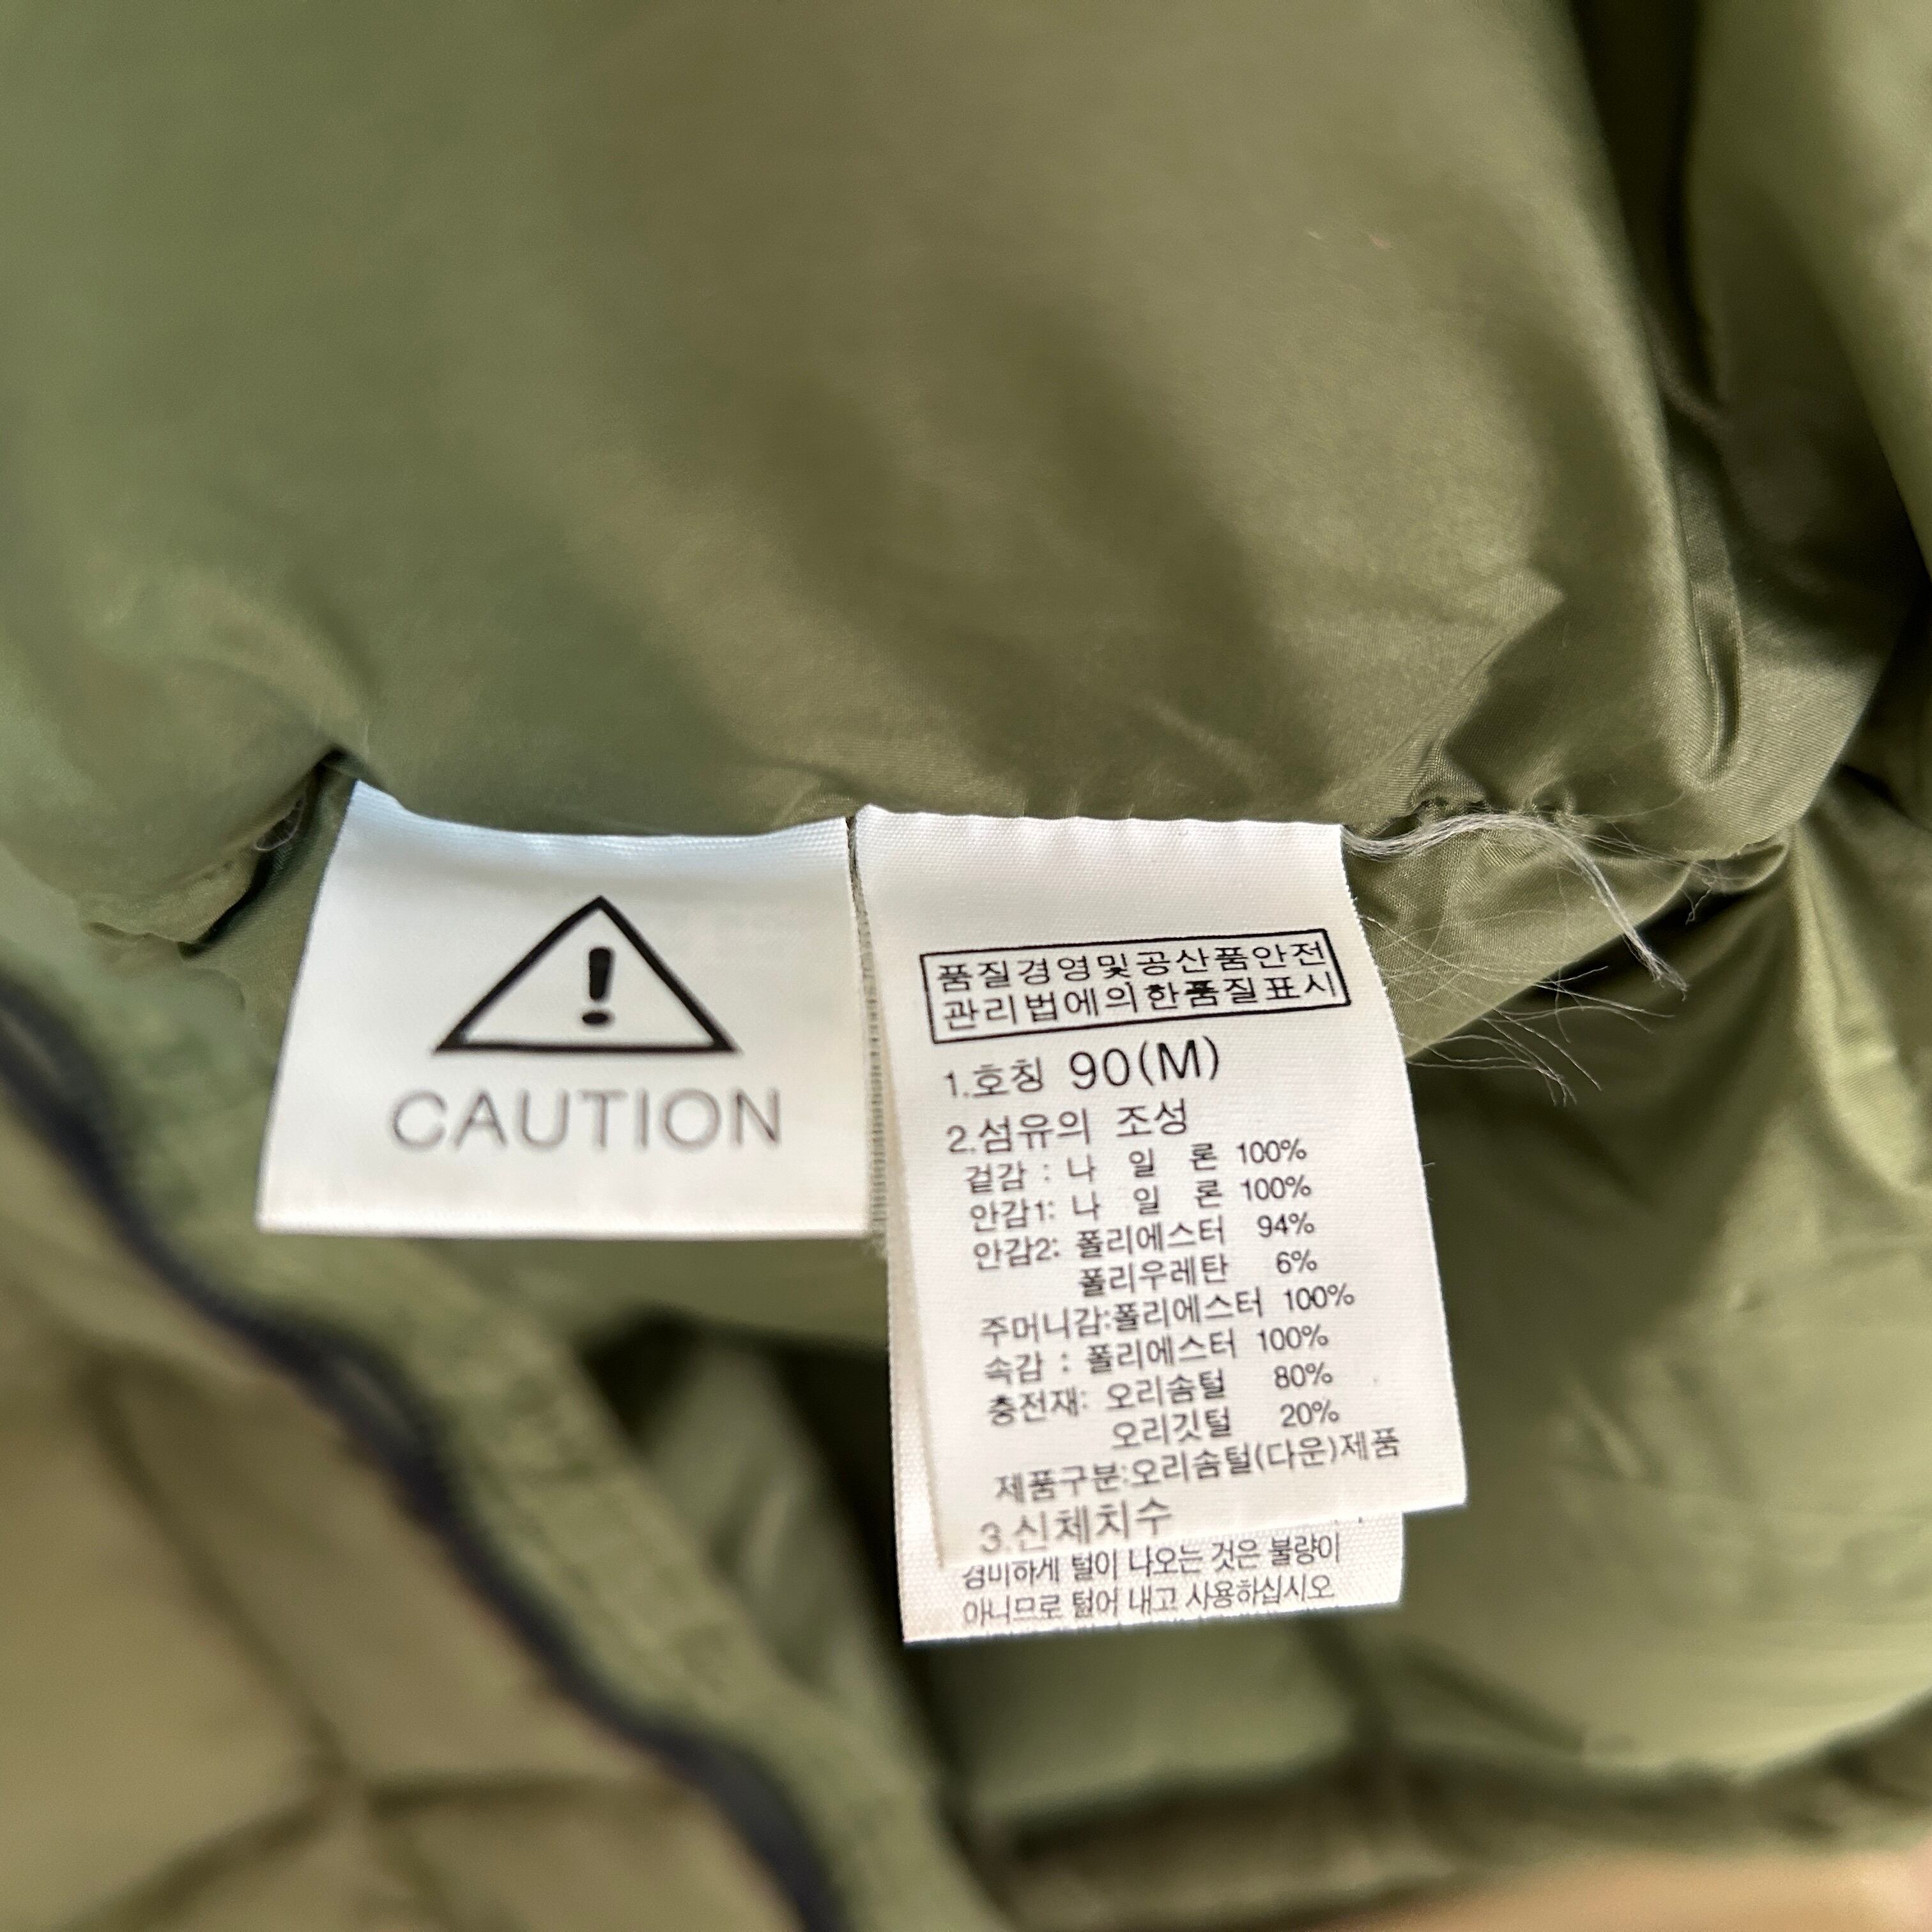 CAUTION
품질경영및공산품안전
관리법에의한품질표시
1.호칭 90(M)
2.섬유의 조성
겉감 : 나 일 론 100%
안감1: 나 일 론 100%
안감2: 폴리에스터 94%
폴리우레탄 6%
주머니감:폴리에스터 100%
속감 : 폴리에스터 100%
충전재: 오리솜털 80%
오리깃털 20%
제품구분:오리솜털(다운)제품
3.신체치수
경미하게 털이 나오는 것은 불량이
아니므로 털어 내고 사용하십시오